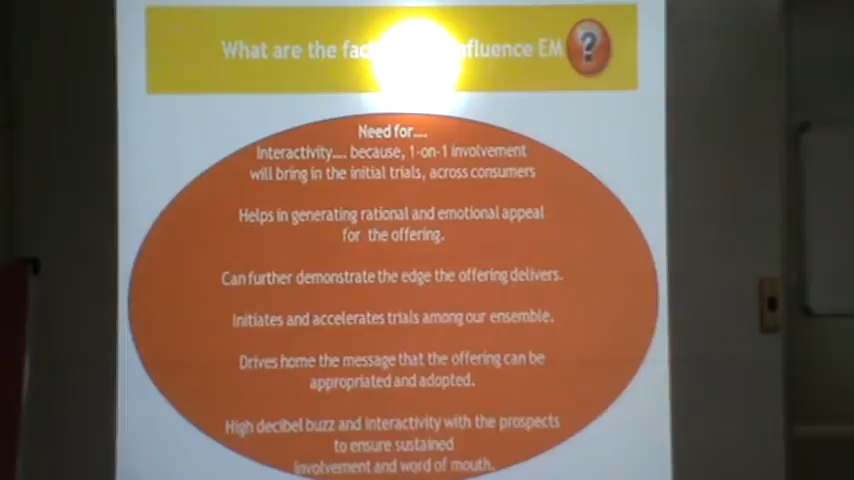 What are the fac nfluence EM ?
Need for....
Interactivity.... because, 1-on-1 involvement
will bring in the initial trials, across consumers
Helps in generating rational and emotional appeal
for the offering.
Can further demonstrate the edge the offering delivers.
Initiates and accelerates trials among our ensemble.
Drives home the message that the offering can be
appropriated and adopted.
High decibel buzz and interactivity with the prospects
to ensure sustained
involvement and word of mouth.